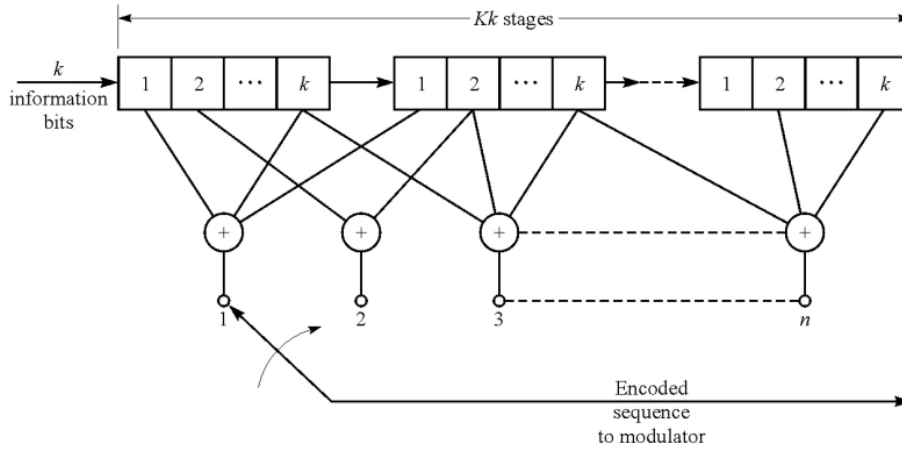 Kk stages
k
information
bits
1 2 ... k
1 2 ... k
1 2 ... k
+ + + +
1 2 3 n
Encoded
sequence
to modulator